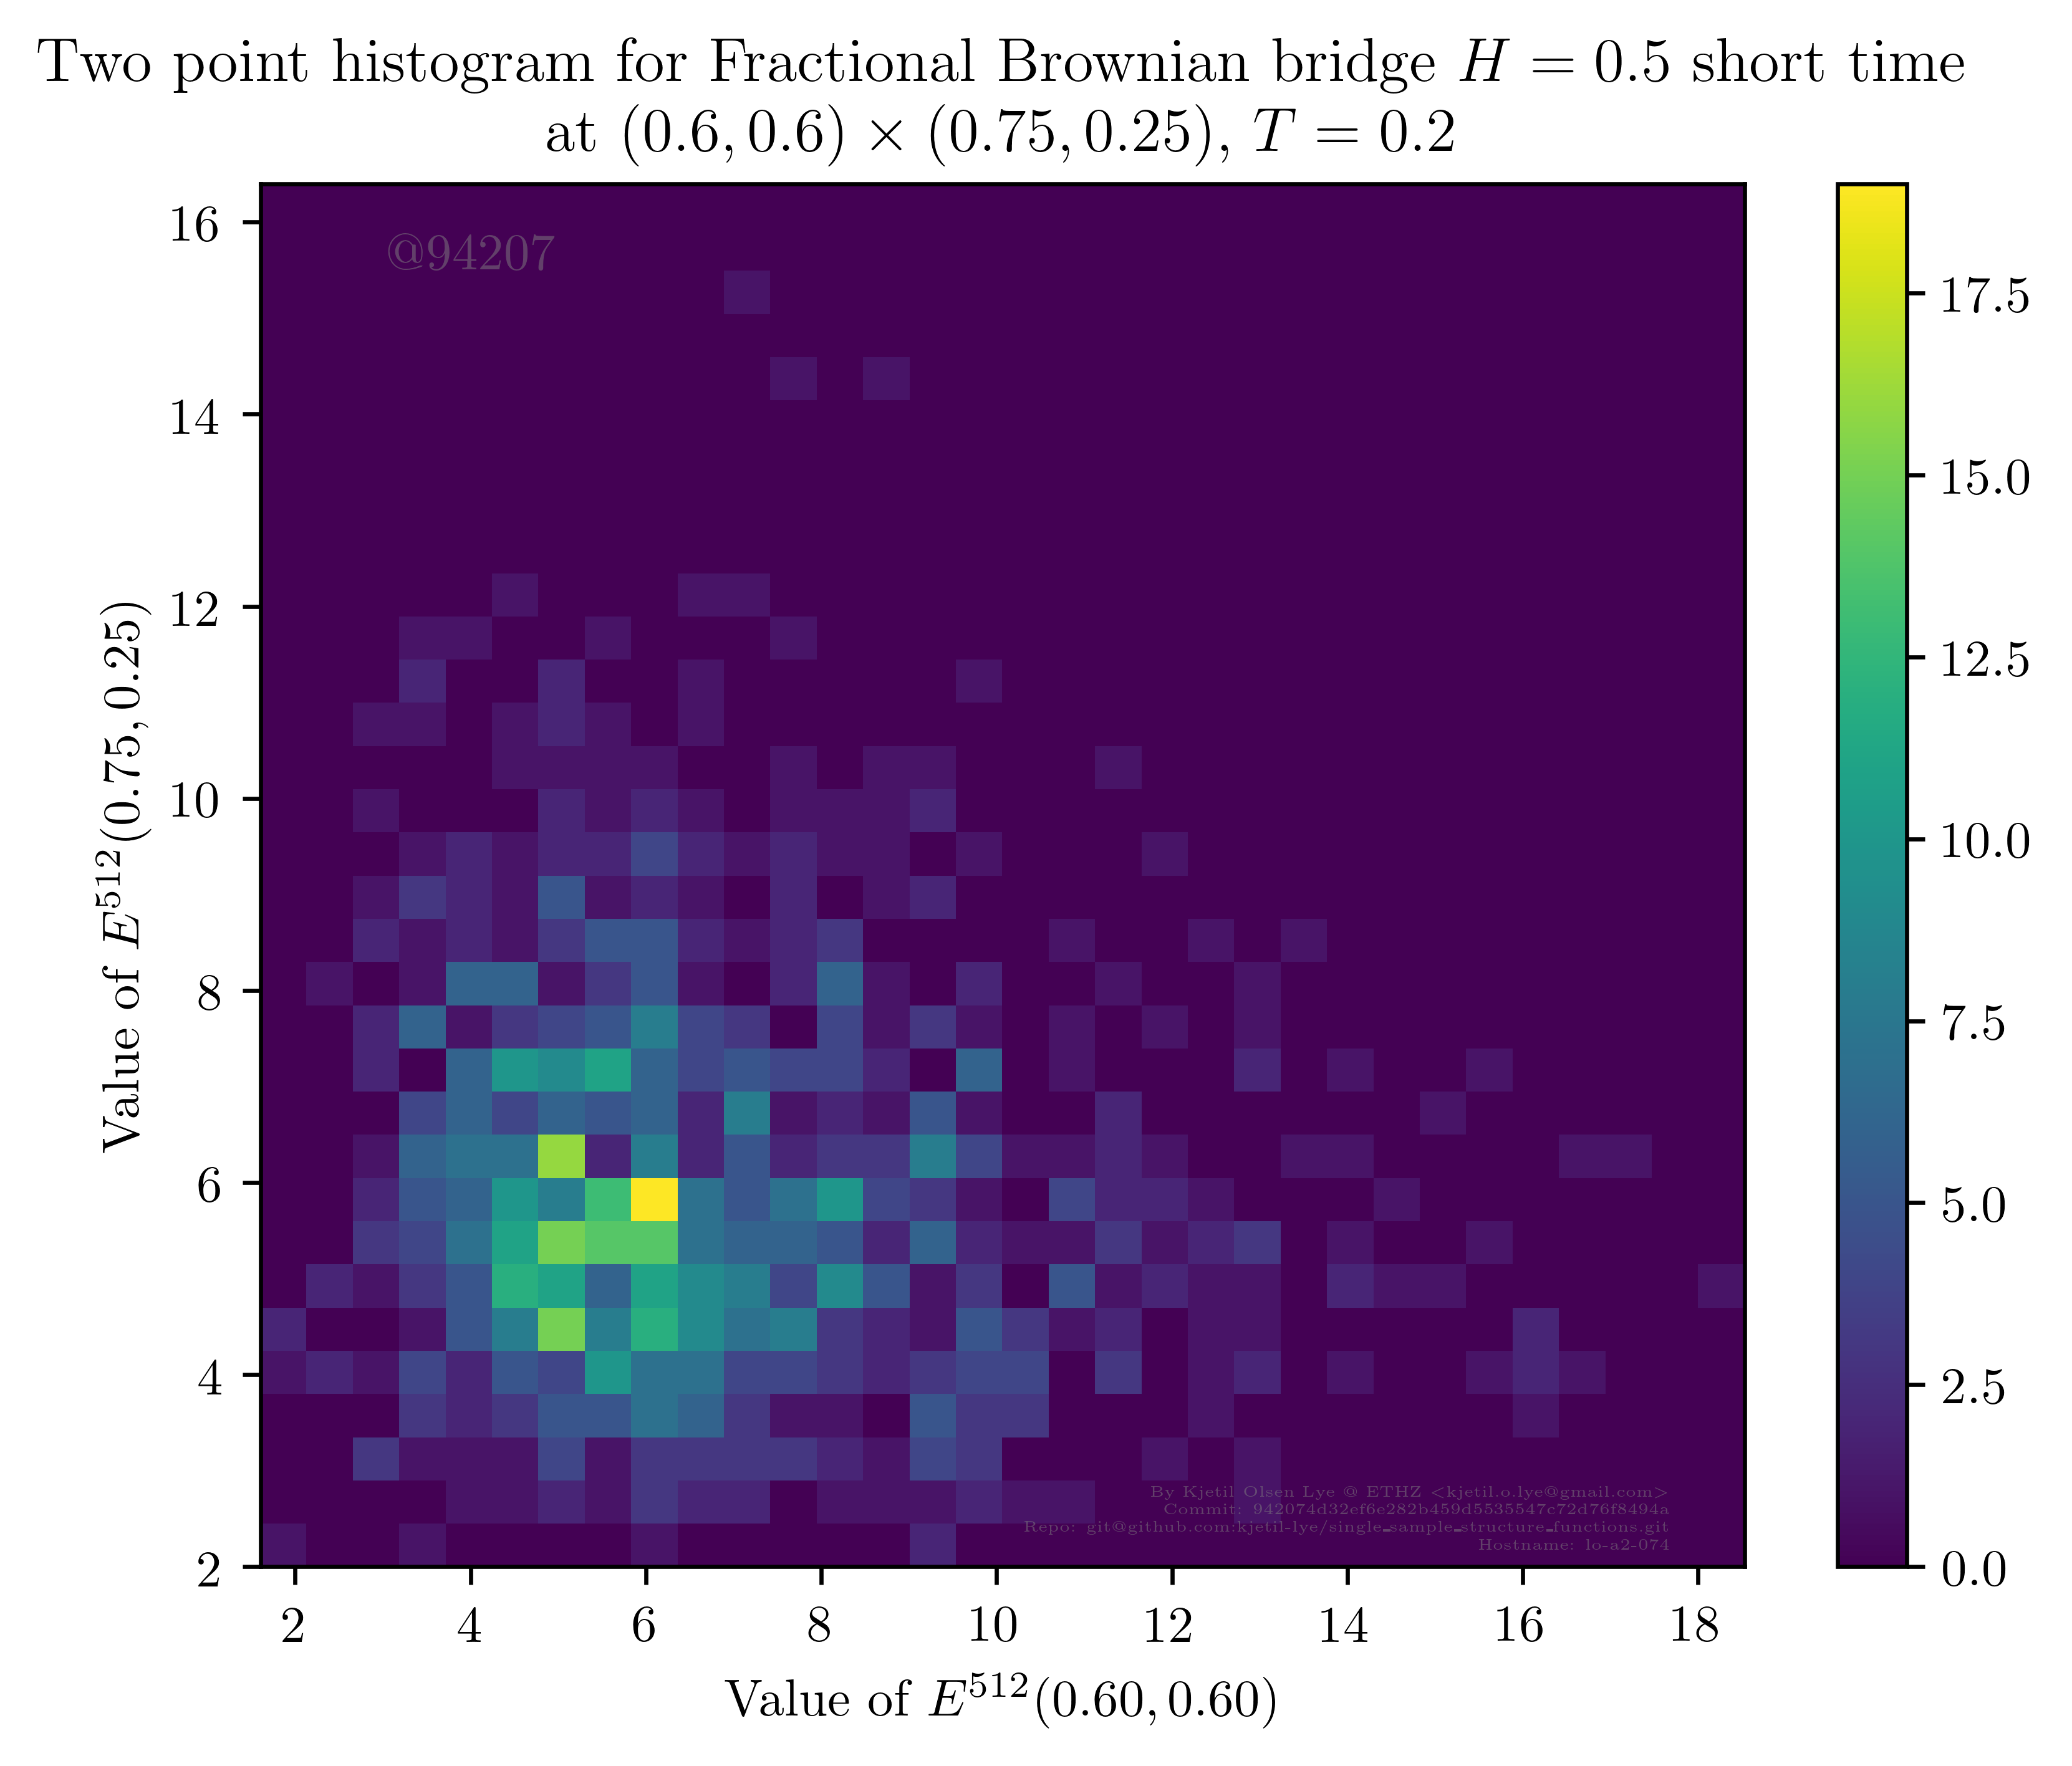 Two point histogram for Fractional Brownian bridge H = 0.5 short time
at (0.6, 0.6) × (0.75, 0.25), T = 0.2
@94207
16
14
12
10
8
6
4
2
Value of E^512(0.75, 0.25)
2 4 6 8 10 12 14 16 18
Value of E^512(0.60, 0.60)
17.5
15.0
12.5
10.0
7.5
5.0
2.5
0.0
By Kjetil Olsen Lye @ ETHZ <kjetil.o.lye@gmail.com>
Commit: 942074d32ef6e282b459d5535547c72d76f8494a
Repo: git@github.com:kjetil-lye/single_sample_structure_functions.git
Hostname: lo-a2-074